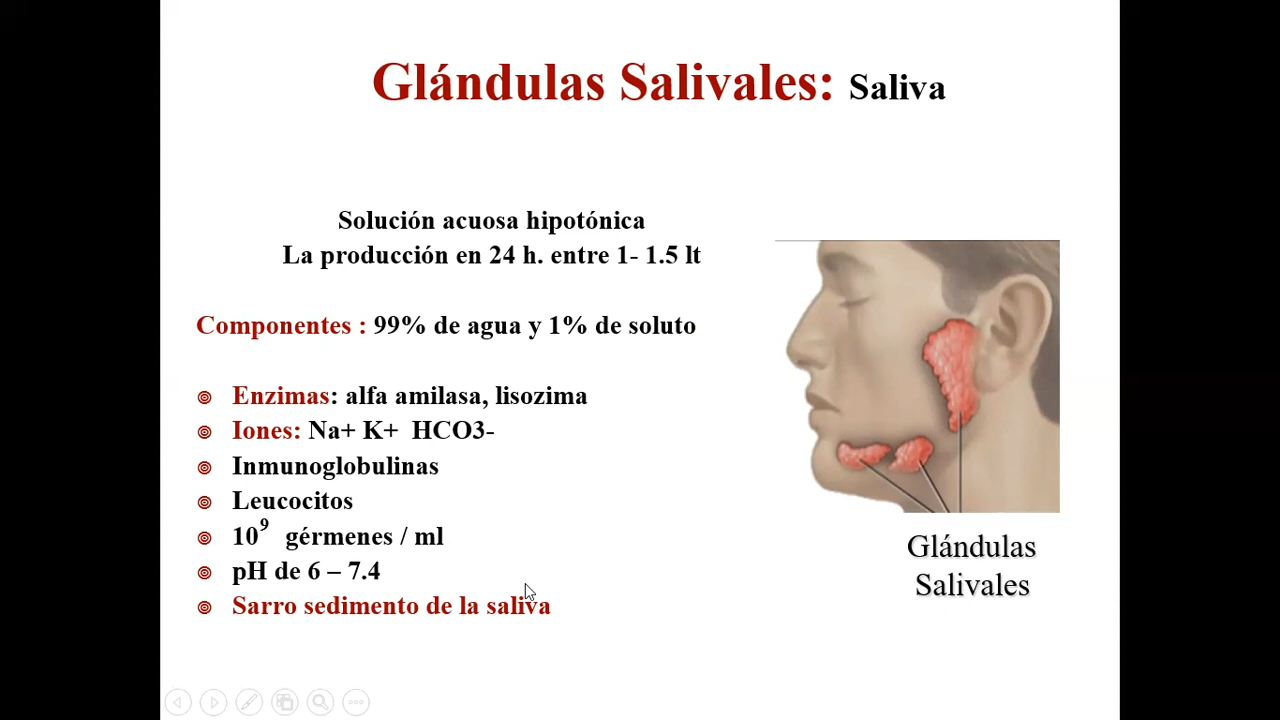 Glándulas Salivales: Saliva
Solución acuosa hipotónica
La producción en 24 h. entre 1- 1.5 lt
Componentes : 99% de agua y 1% de soluto
Enzimas: alfa amilasa, lisozima
Iones: Na+ K+ HCO3-
Inmunoglobulinas
Leucocitos
10⁹ gérmenes / ml
pH de 6 – 7.4
Sarro sedimento de la saliva
Glándulas
Salivales